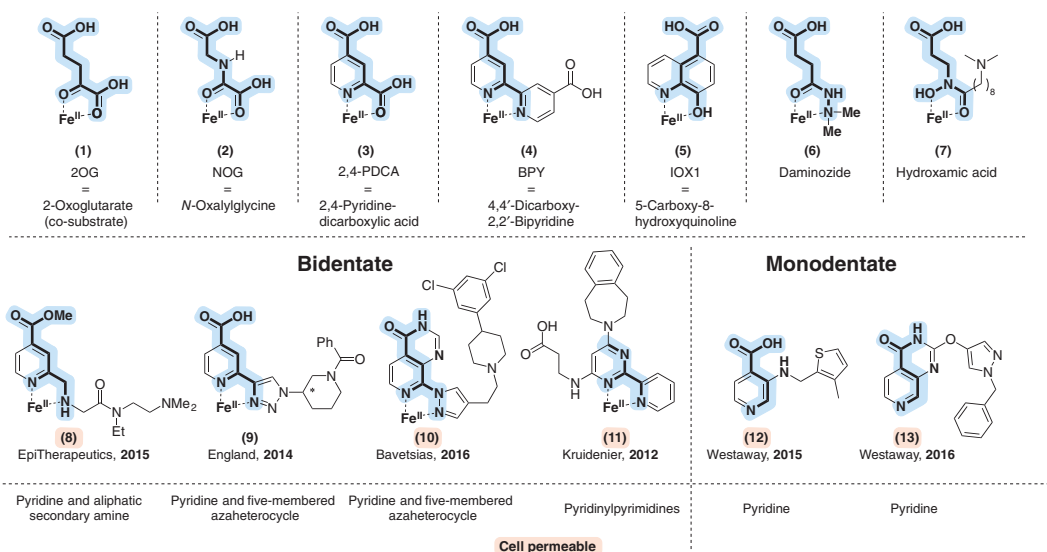 (1)
2OG
=
2-Oxoglutarate
(co-substrate)
(2)
NOG
=
N-Oxalylglycine
(3)
2,4-PDCA
=
2,4-Pyridine-
dicarboxylic acid
(4)
BPY
=
4,4′-Dicarboxy-
2,2′-Bipyridine
(5)
IOX1
=
5-Carboxy-8-
hydroxyquinoline
(6)
Daminozide
(7)
Hydroxamic acid
Bidentate
Monodentate
(8)
EpiTherapeutics, 2015
(9)
England, 2014
(10)
Bavetsias, 2016
(11)
Kruidenier, 2012
(12)
Westaway, 2015
(13)
Westaway, 2016
Pyridine and aliphatic
secondary amine
Pyridine and five-membered
azaheterocycle
Pyridine and five-membered
azaheterocycle
Pyridinylpyrimidines
Pyridine
Pyridine
Cell permeable